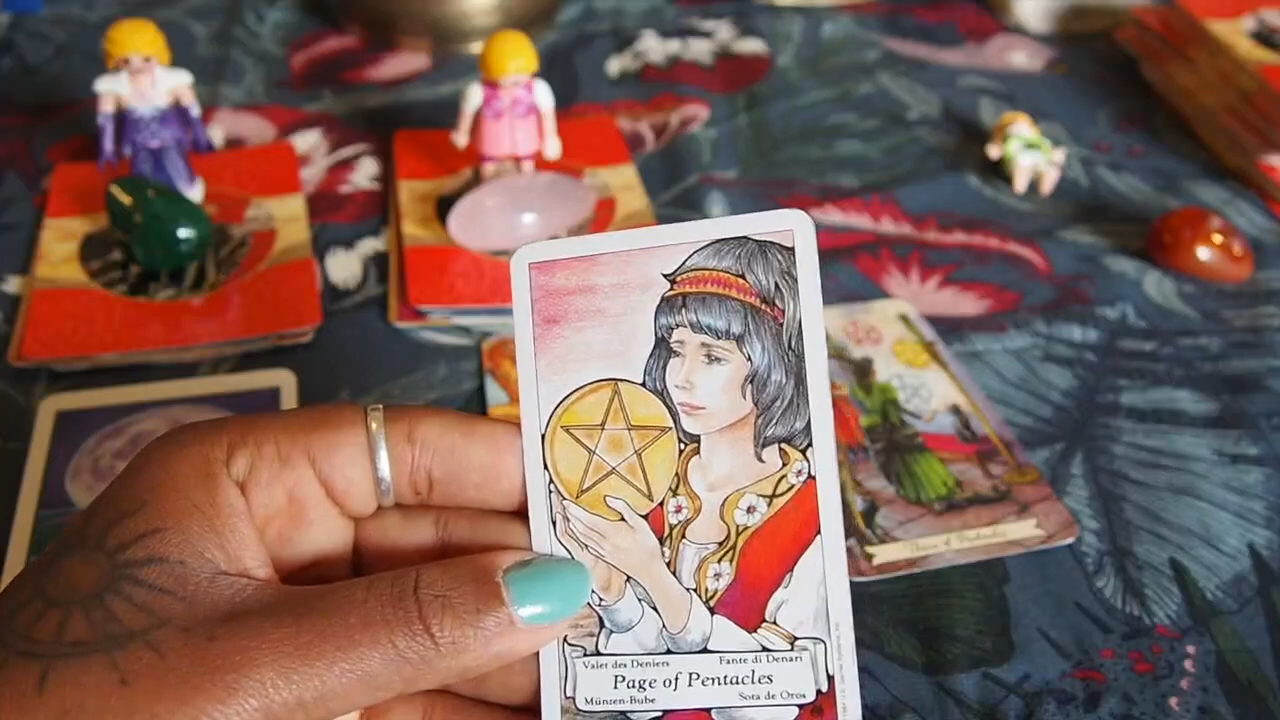 Valet des Deniers Fante di Denari
Page of Pentacles
Münzen-Bube Sota de Oros